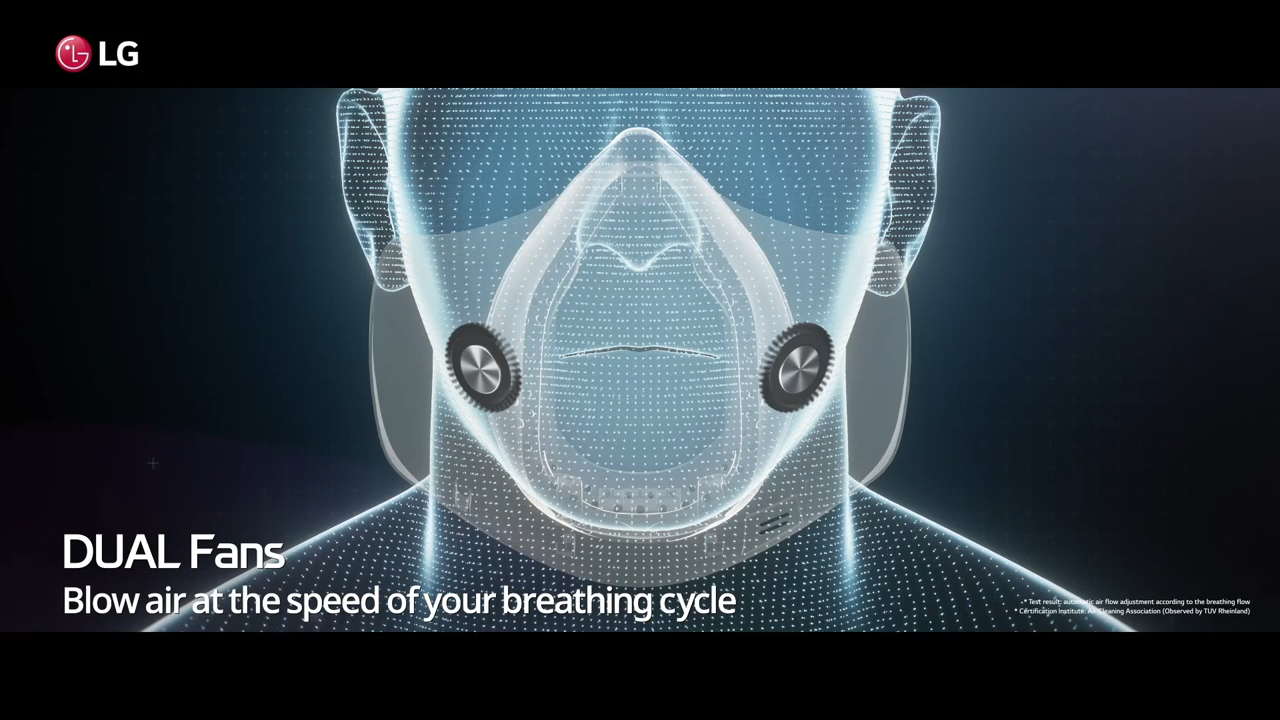 LG
DUAL Fans
Blow air at the speed of your breathing cycle
* Test result: automatic air flow adjustment according to the breathing flow
* Certification Institute: Air Cleaning Association (Observed by TUV Rheinland)